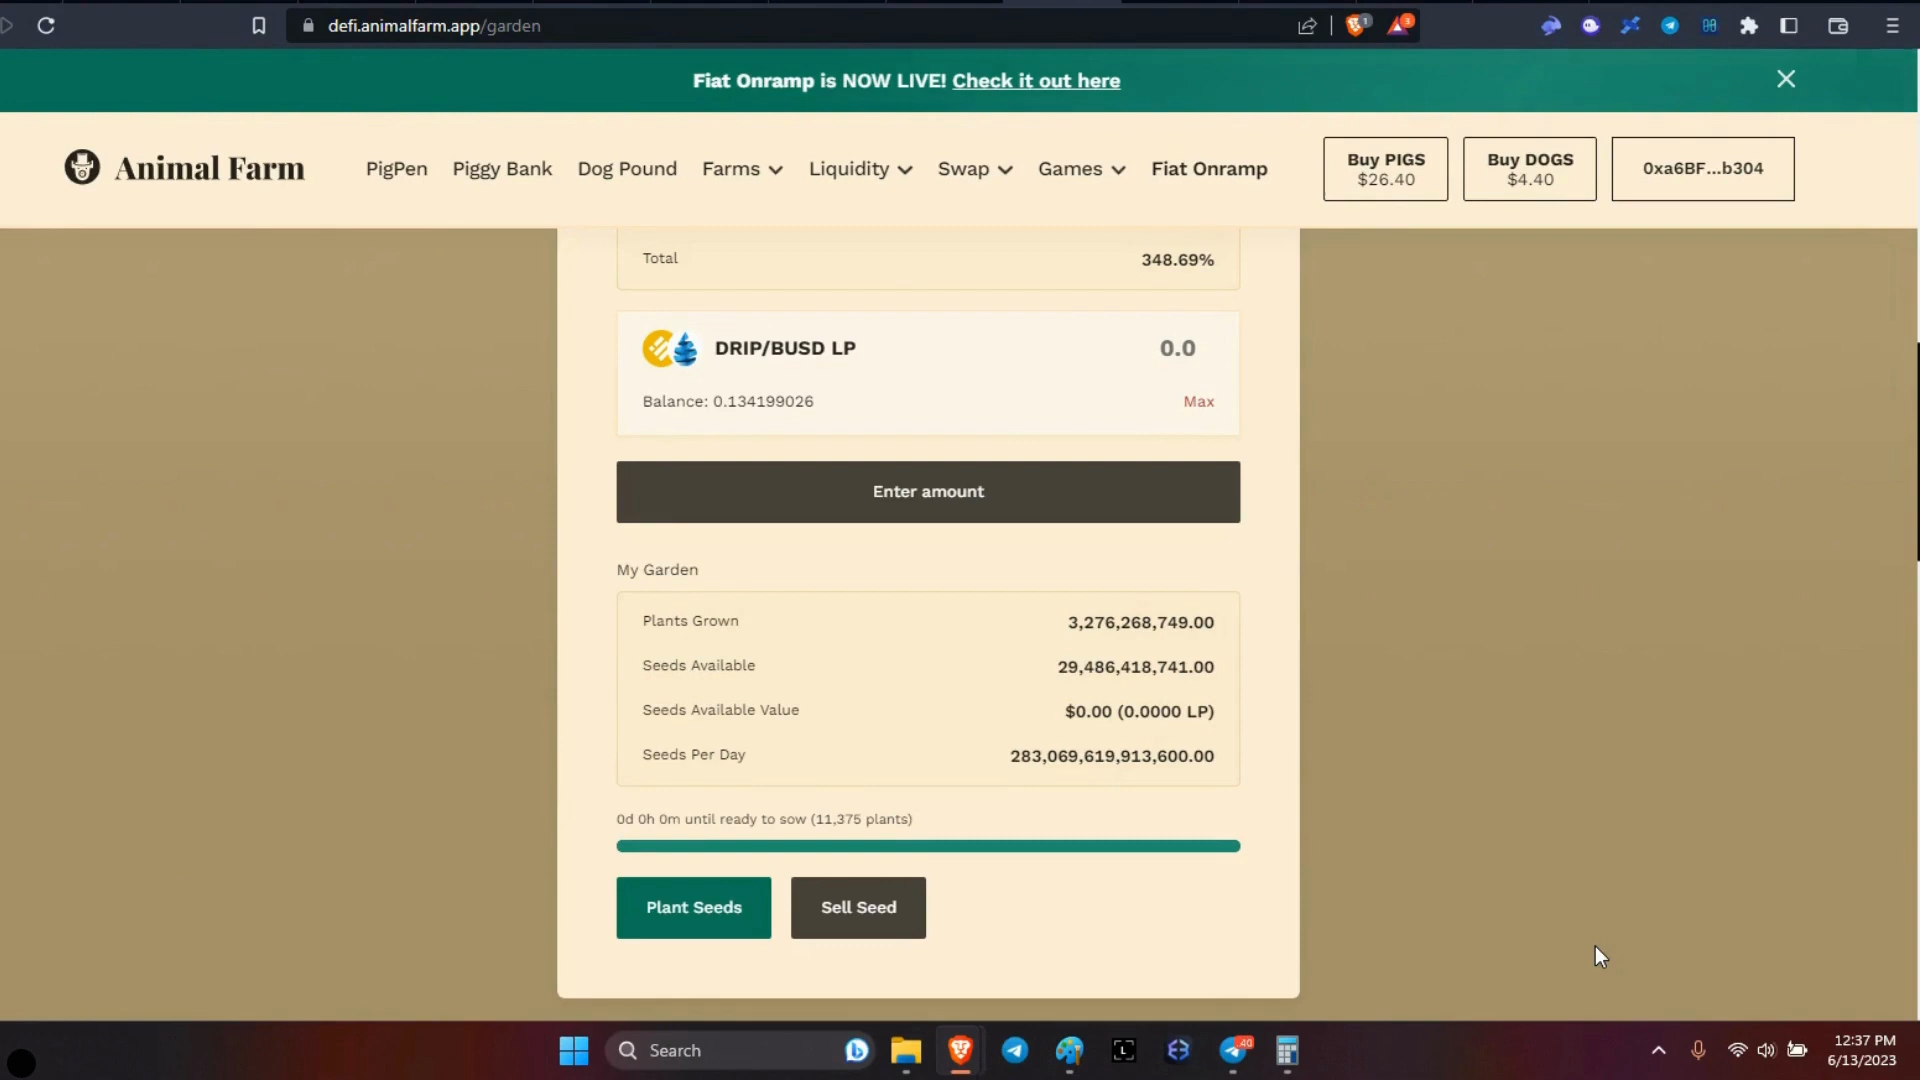 defi.animalfarm.app/garden
1
3
Fiat Onramp is NOW LIVE! Check it out here
Animal Farm
PigPen
Piggy Bank
Dog Pound
Farms
Liquidity
Swap
Games
Fiat Onramp
Buy PIGS
$26.40
Buy DOGS
$4.40
0xa6BF...b304
Total 348.69%
DRIP/BUSD LP 0.0
Balance: 0.134199026 Max
Enter amount
My Garden
Plants Grown 3,276,268,749.00
Seeds Available 29,486,418,741.00
Seeds Available Value $0.00 (0.0000 LP)
Seeds Per Day 283,069,619,913,600.00
0d 0h 0m until ready to sow (11,375 plants)
Plant Seeds
Sell Seed
Search
L
40
12:37 PM
6/13/2023